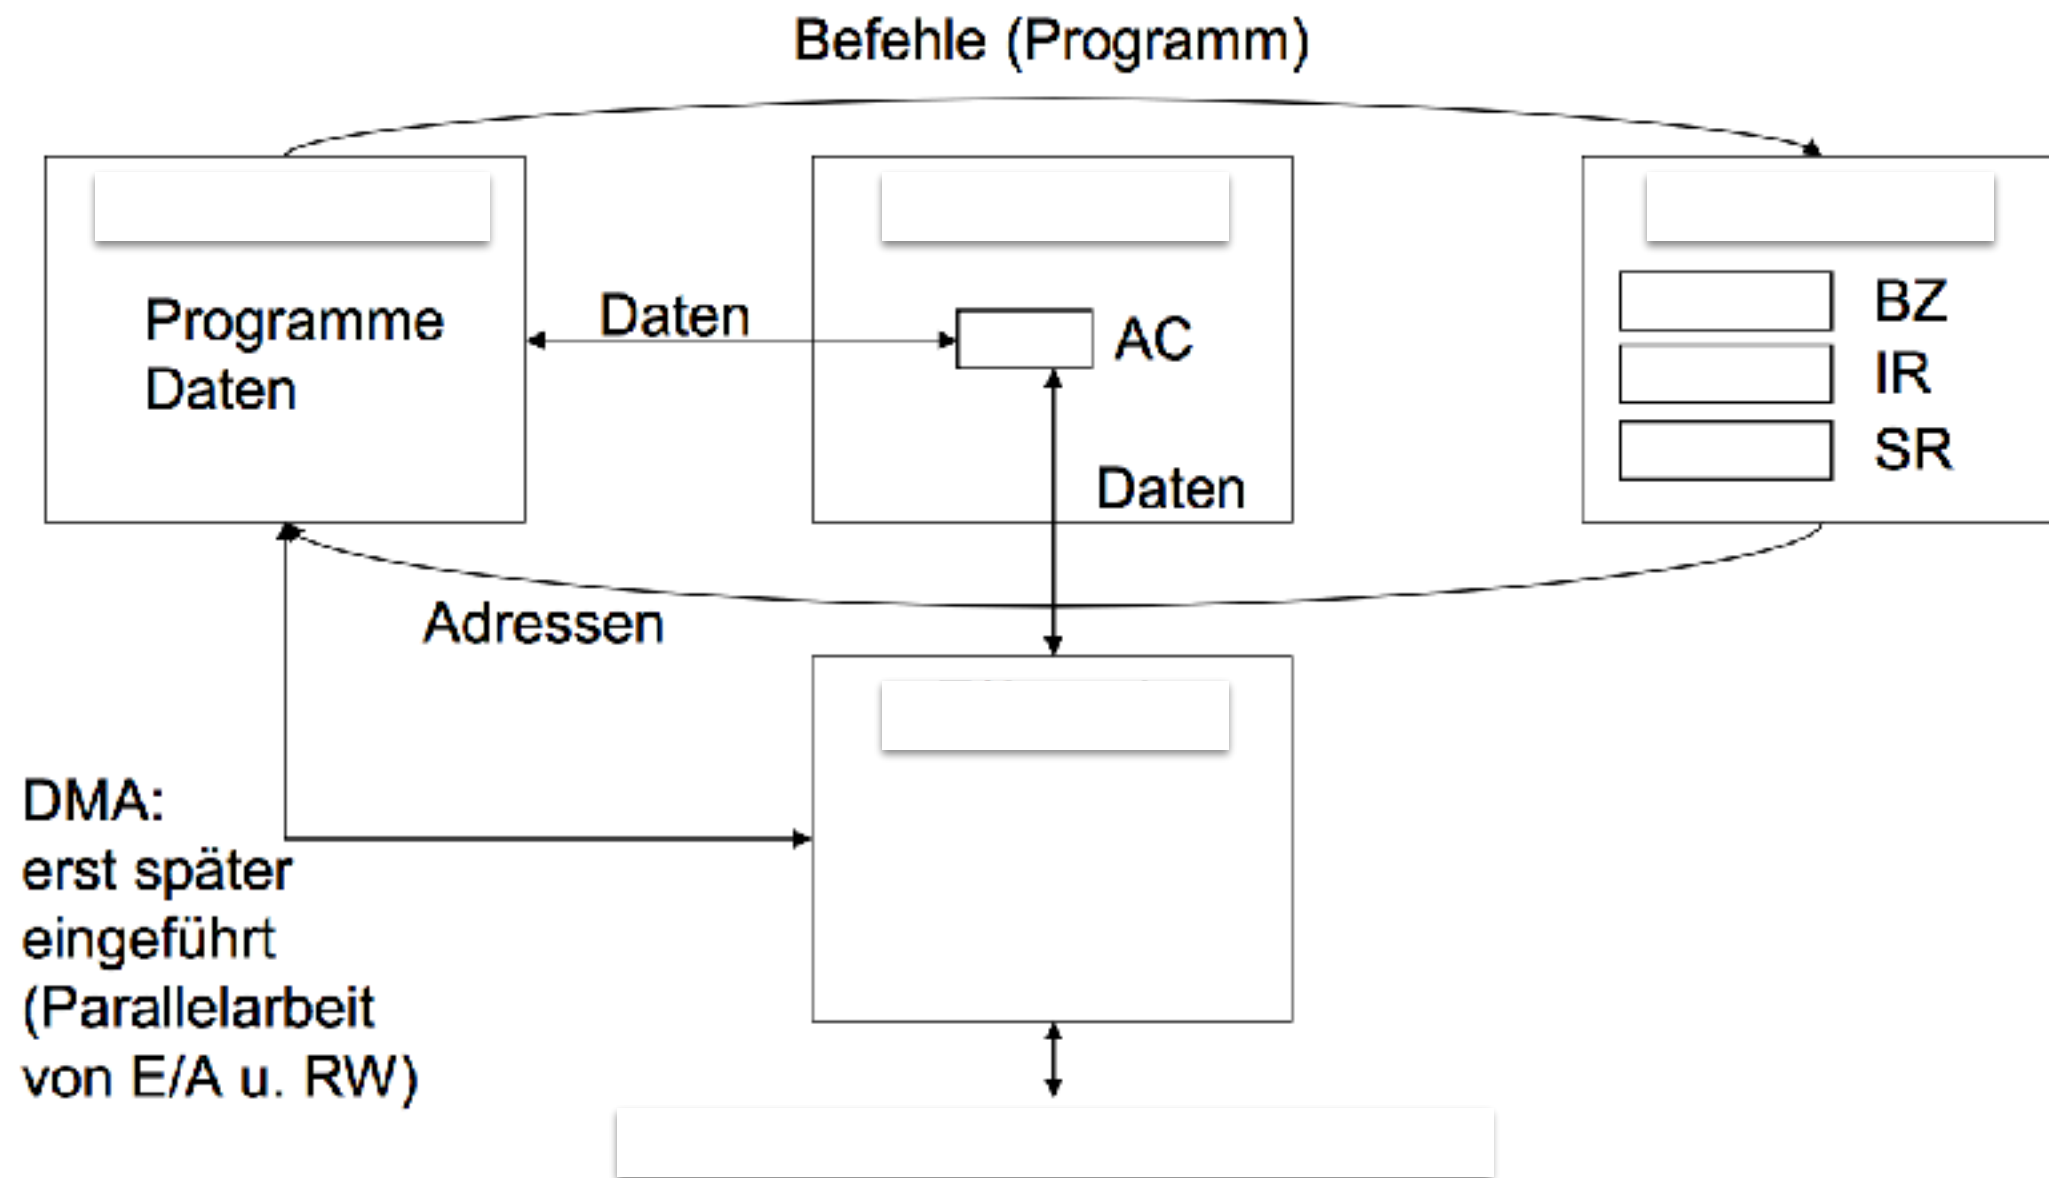 Befehle (Programm)
Programme
Daten
Daten
AC
Daten
BZ
IR
SR
Adressen
DMA:
erst später
eingeführt
(Parallelarbeit
von E/A u. RW)